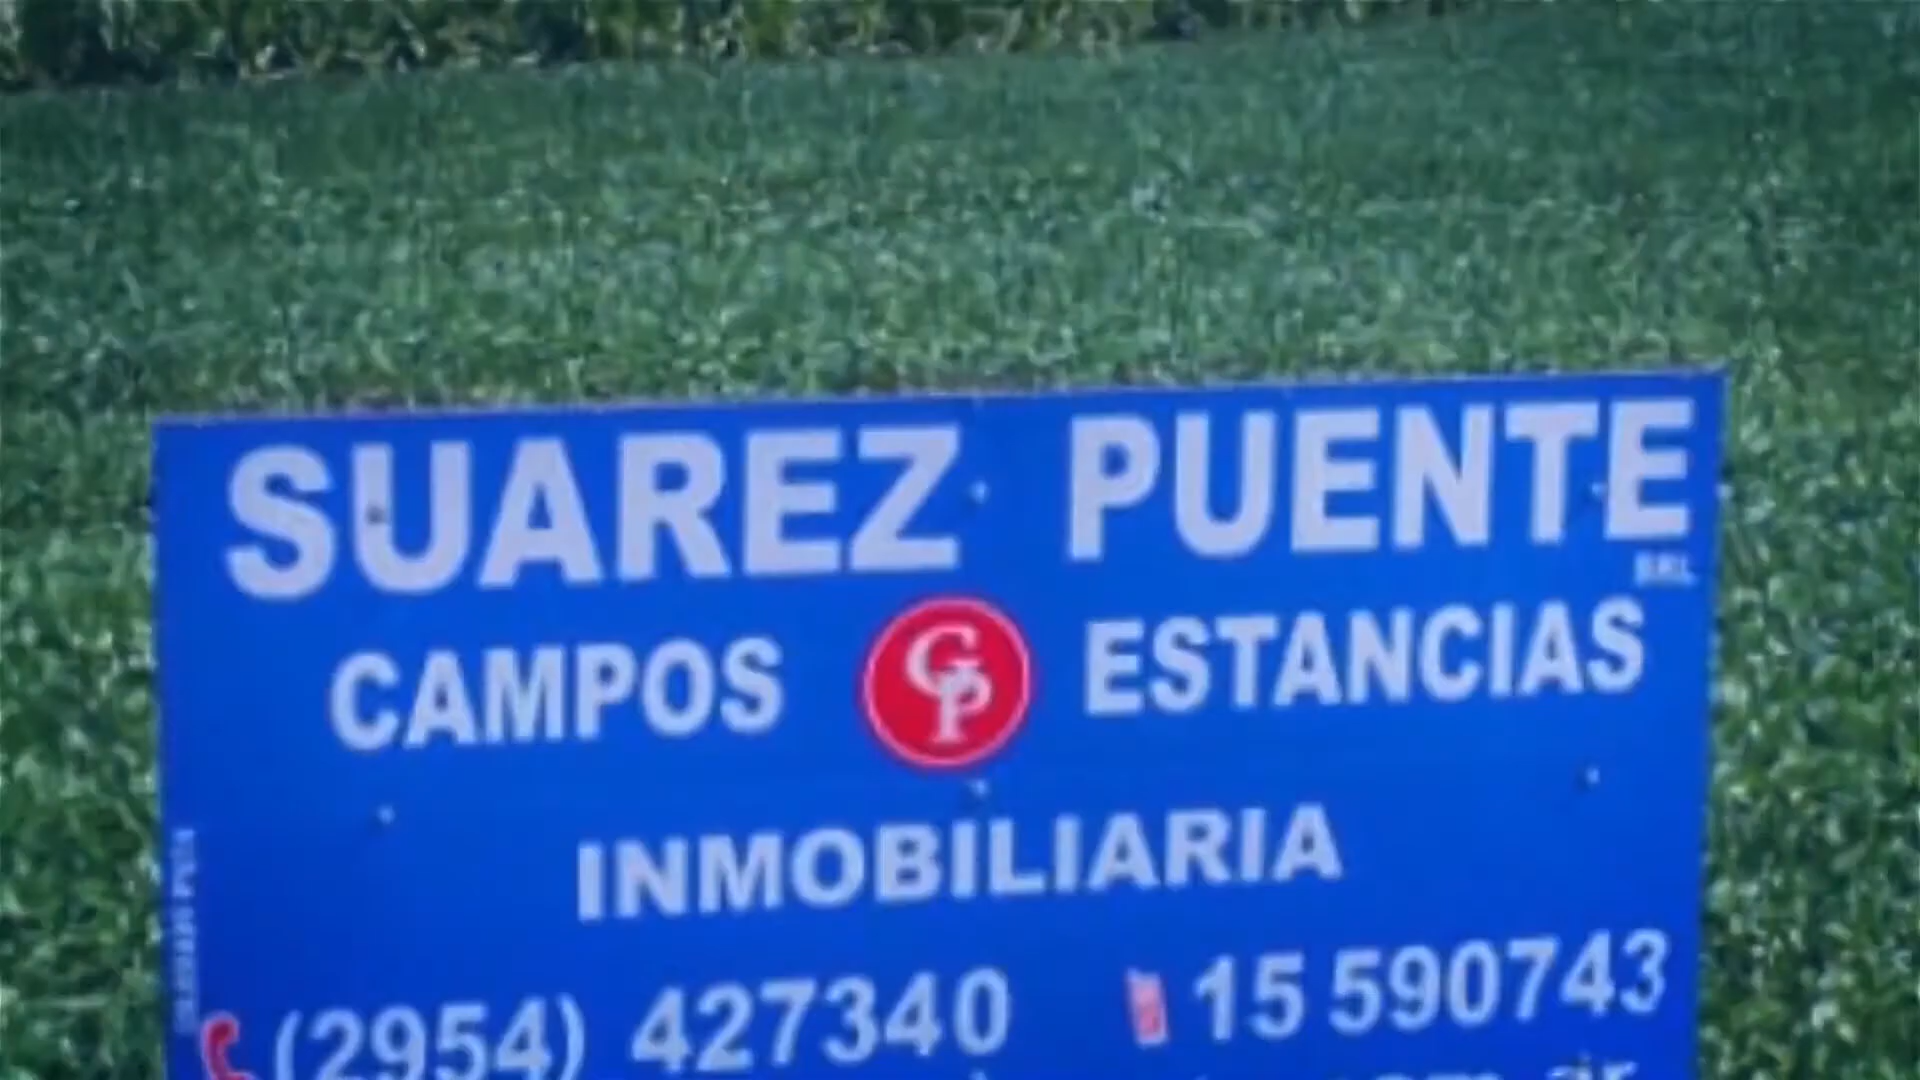 SUAREZ PUENTE
SRL
CAMPOS GP ESTANCIAS
INMOBILIARIA
(2954) 427340 15 590743